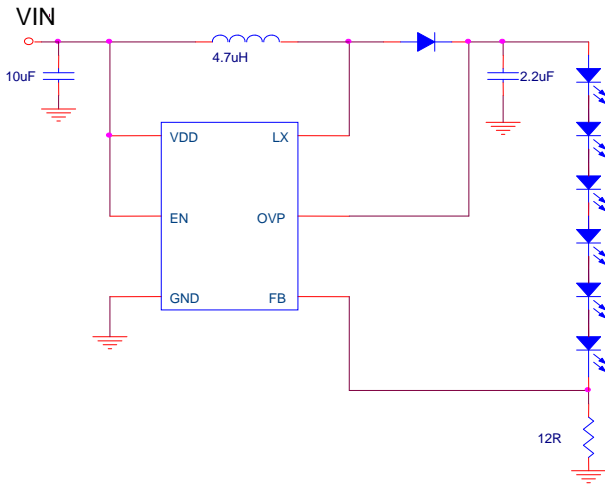 VIN
4.7uH
10uF
2.2uF
VDD
LX
EN
OVP
GND
FB
12R